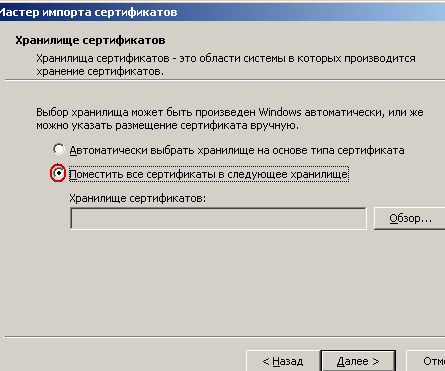 Мастер импорта сертификатов
Хранилище сертификатов
Хранилища сертификатов - это области системы в которых производится
хранение сертификатов.
Выбор хранилища может быть произведен Windows автоматически, или же
можно указать размещение сертификата вручную.
Автоматически выбрать хранилище на основе типа сертификата
Поместить все сертификаты в следующее хранилище
Хранилище сертификатов:
Обзор...
< Назад Далее >